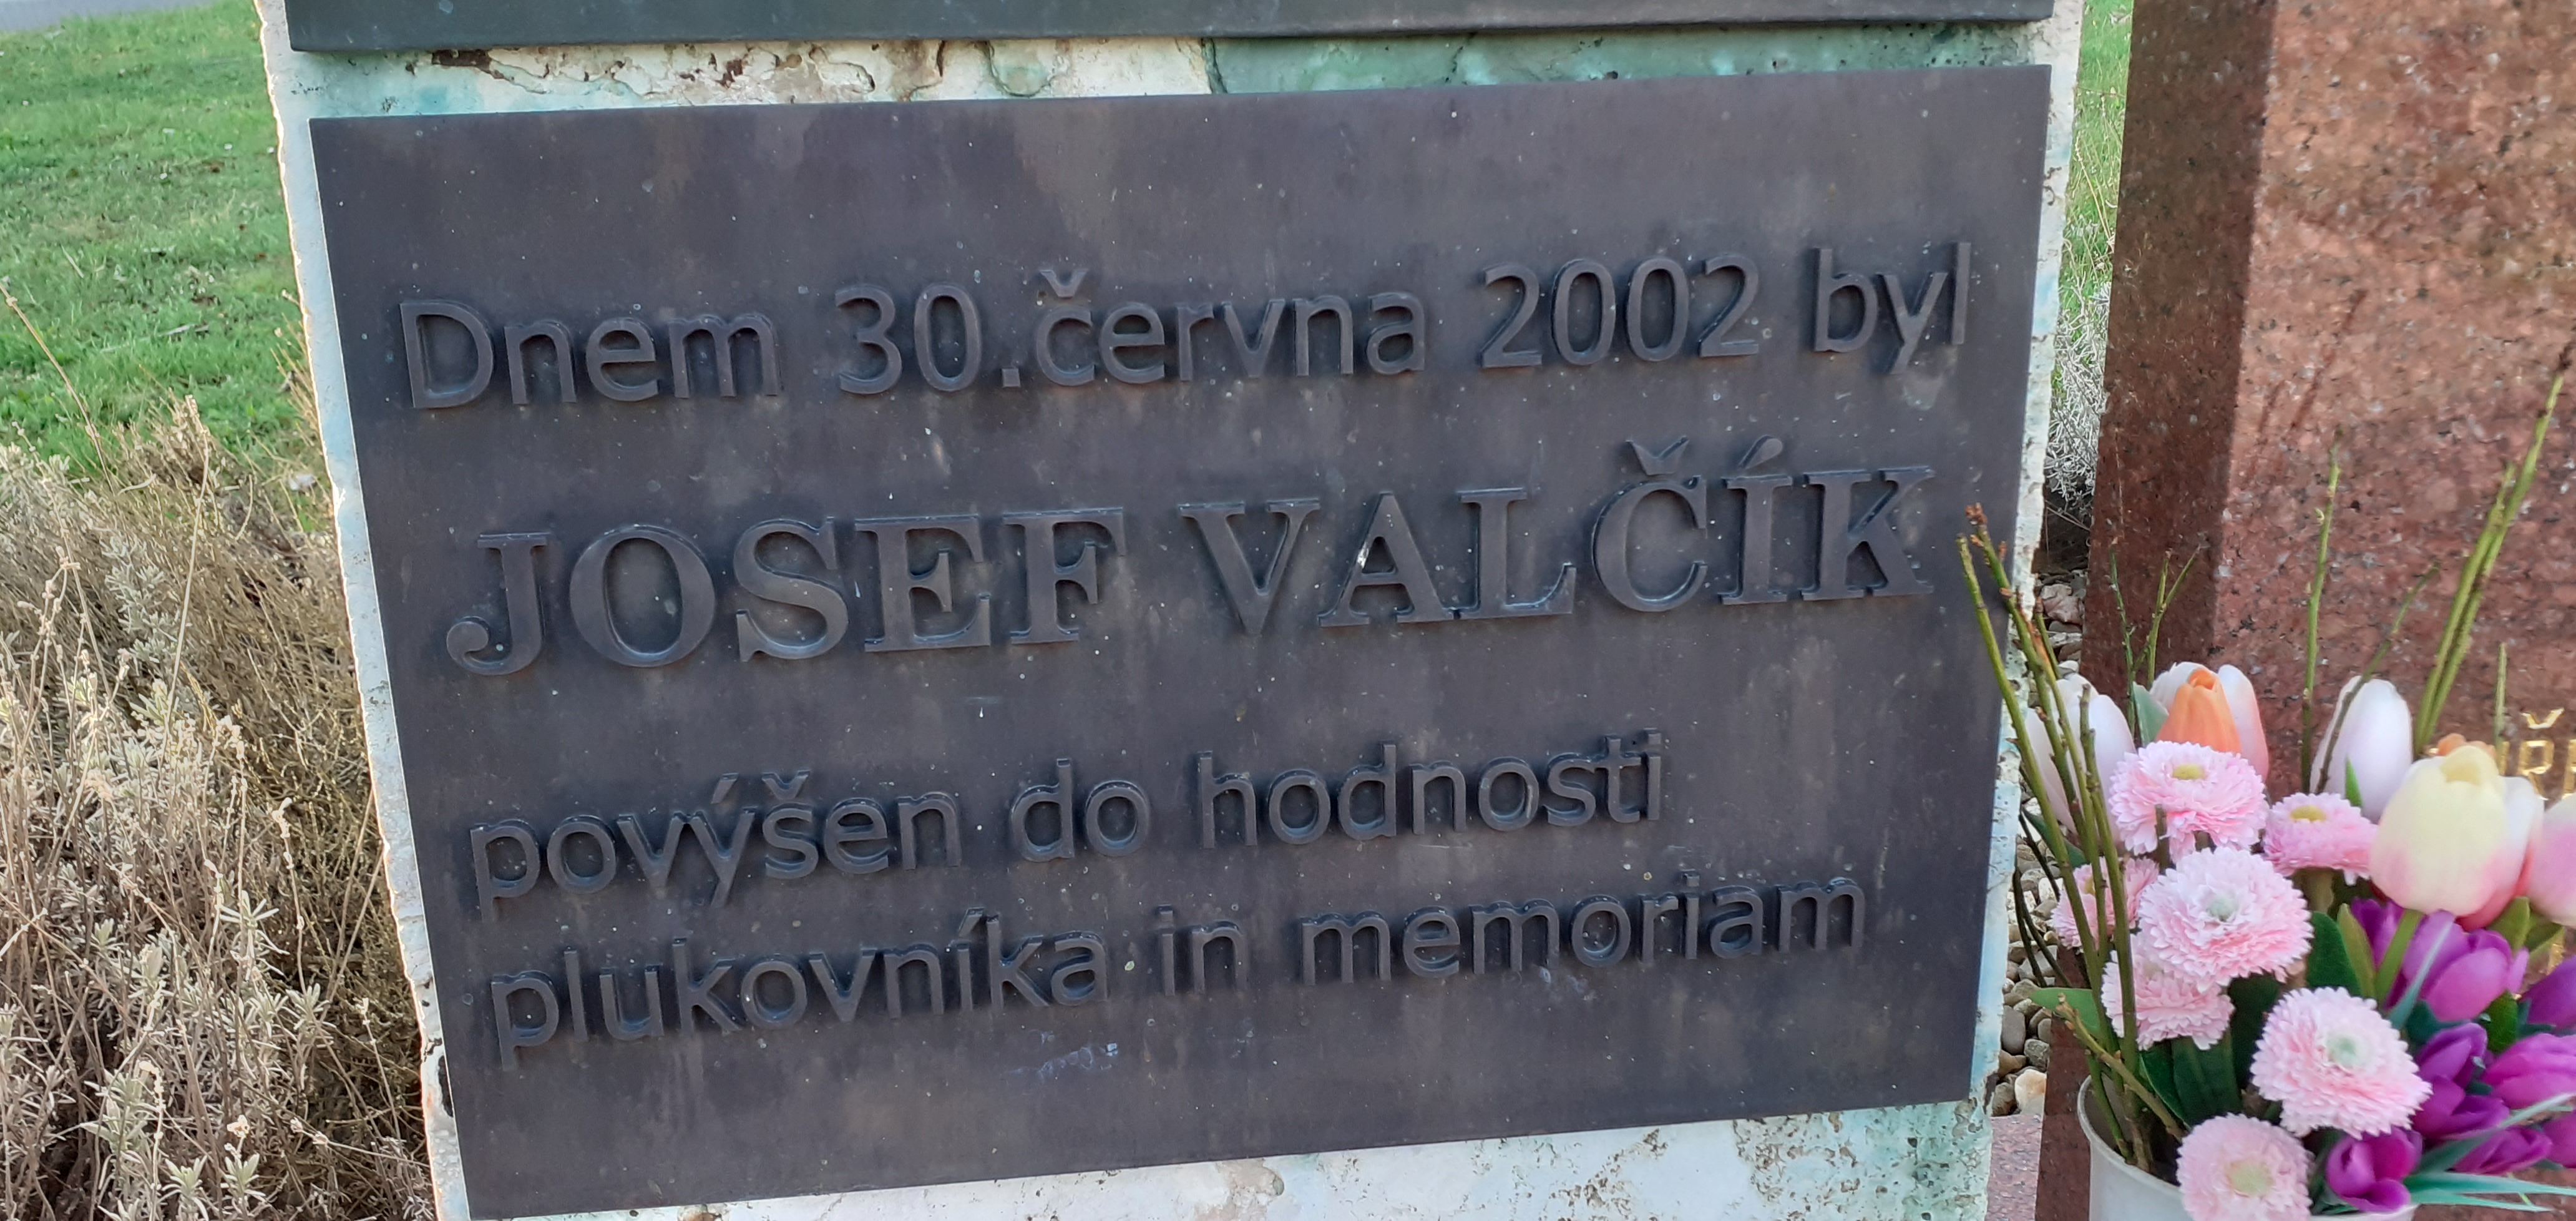 Dnem 30.června 2002 byl
JOSEF VALČÍK
povýšen do hodnosti
plukovníka in memoriam